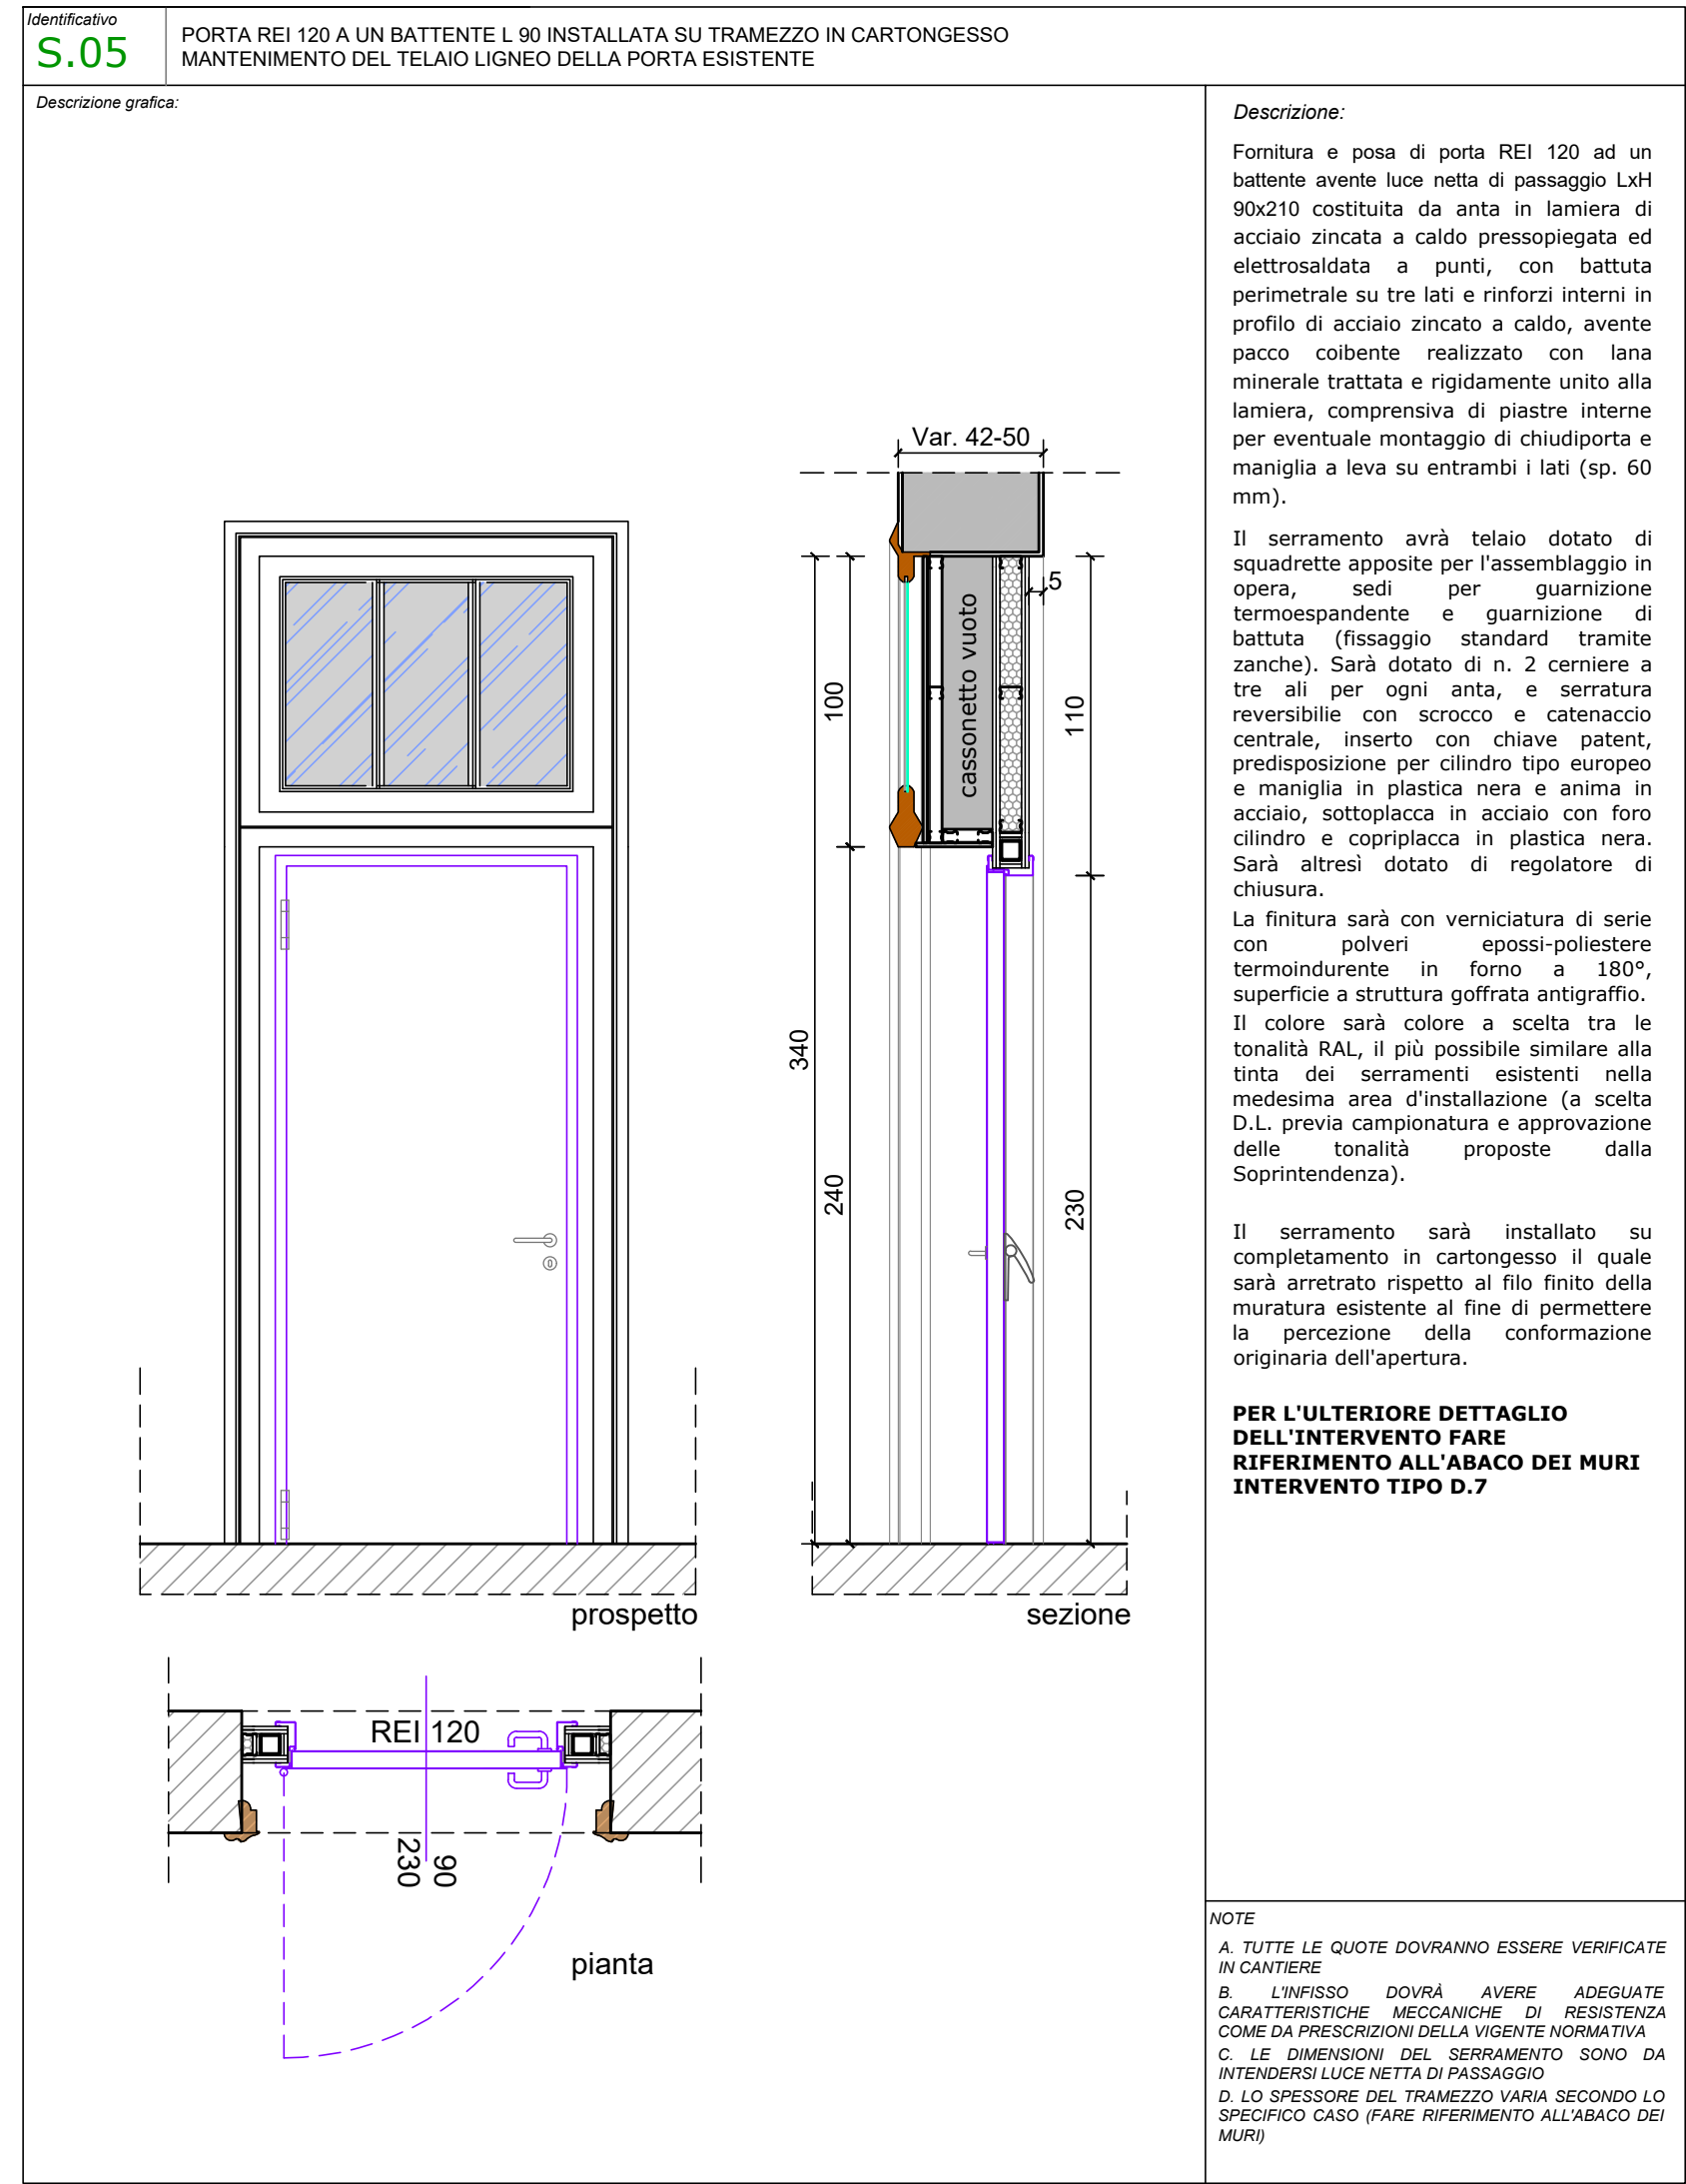 Identificativo
S.05
PORTA REI 120 A UN BATTENTE L 90 INSTALLATA SU TRAMEZZO IN CARTONGESSO
MANTENIMENTO DEL TELAIO LIGNEO DELLA PORTA ESISTENTE
Descrizione grafica:
Var. 42-50
5
cassonetto vuoto
100
110
340
240
230
prospetto
sezione
REI 120
90
230
pianta
Descrizione:
Fornitura e posa di porta REI 120 ad un
battente avente luce netta di passaggio LxH
90x210 costituita da anta in lamiera di
acciaio zincata a caldo pressopiegata ed
elettrosaldata a punti, con battuta
perimetrale su tre lati e rinforzi interni in
profilo di acciaio zincato a caldo, avente
pacco coibente realizzato con lana
minerale trattata e rigidamente unito alla
lamiera, comprensiva di piastre interne
per eventuale montaggio di chiudiporta e
maniglia a leva su entrambi i lati (sp. 60
mm).
Il serramento avrà telaio dotato di
squadrette apposite per l'assemblaggio in
opera, sedi per guarnizione
termoespandente e guarnizione di
battuta (fissaggio standard tramite
zanche). Sarà dotato di n. 2 cerniere a
tre ali per ogni anta, e serratura
reversibilie con scrocco e catenaccio
centrale, inserto con chiave patent,
predisposizione per cilindro tipo europeo
e maniglia in plastica nera e anima in
acciaio, sottoplacca in acciaio con foro
cilindro e copriplacca in plastica nera.
Sarà altresì dotato di regolatore di
chiusura.
La finitura sarà con verniciatura di serie
con polveri epossi-poliestere
termoindurente in forno a 180°,
superficie a struttura goffrata antigraffio.
Il colore sarà colore a scelta tra le
tonalità RAL, il più possibile similare alla
tinta dei serramenti esistenti nella
medesima area d'installazione (a scelta
D.L. previa campionatura e approvazione
delle tonalità proposte dalla
Soprintendenza).
Il serramento sarà installato su
completamento in cartongesso il quale
sarà arretrato rispetto al filo finito della
muratura esistente al fine di permettere
la percezione della conformazione
originaria dell'apertura.
PER L'ULTERIORE DETTAGLIO
DELL'INTERVENTO FARE
RIFERIMENTO ALL'ABACO DEI MURI
INTERVENTO TIPO D.7
NOTE
A. TUTTE LE QUOTE DOVRANNO ESSERE VERIFICATE
IN CANTIERE
B. L'INFISSO DOVRÀ AVERE ADEGUATE
CARATTERISTICHE MECCANICHE DI RESISTENZA
COME DA PRESCRIZIONI DELLA VIGENTE NORMATIVA
C. LE DIMENSIONI DEL SERRAMENTO SONO DA
INTENDERSI LUCE NETTA DI PASSAGGIO
D. LO SPESSORE DEL TRAMEZZO VARIA SECONDO LO
SPECIFICO CASO (FARE RIFERIMENTO ALL'ABACO DEI
MURI)